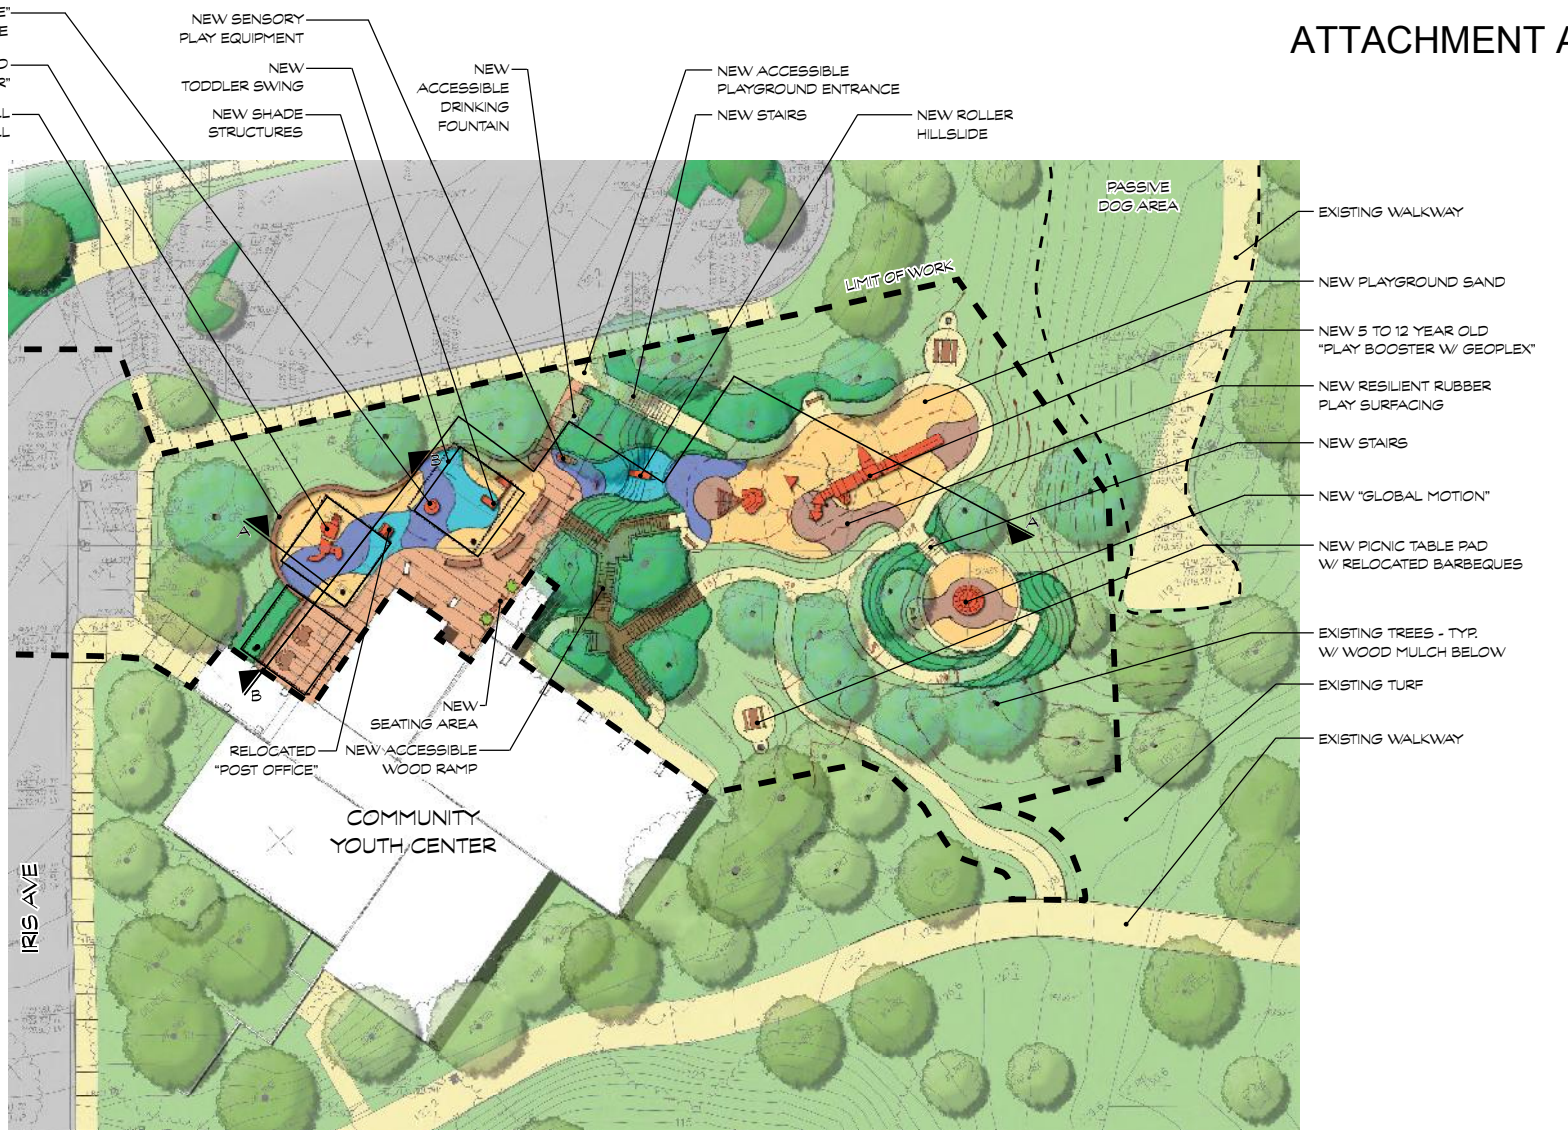 ATTACHMENT A
E"
E
D
R"
LL
LL
NEW SENSORY
PLAY EQUIPMENT
NEW
TODDLER SWING
NEW SHADE
STRUCTURES
NEW
ACCESSIBLE
DRINKING
FOUNTAIN
NEW ACCESSIBLE
PLAYGROUND ENTRANCE
NEW STAIRS
NEW ROLLER
HILLSLIDE
PASSIVE
DOG AREA
LIMIT OF WORK
EXISTING WALKWAY
NEW PLAYGROUND SAND
NEW 5 TO 12 YEAR OLD
"PLAY BOOSTER W/ GEOPLEX"
NEW RESILIENT RUBBER
PLAY SURFACING
NEW STAIRS
NEW "GLOBAL MOTION"
NEW PICNIC TABLE PAD
W/ RELOCATED BARBEQUES
EXISTING TREES - TYP.
W/ WOOD MULCH BELOW
EXISTING TURF
EXISTING WALKWAY
B
A
A
B
NEW
SEATING AREA
RELOCATED
"POST OFFICE"
NEW ACCESSIBLE
WOOD RAMP
COMMUNITY
YOUTH CENTER
IRIS AVE